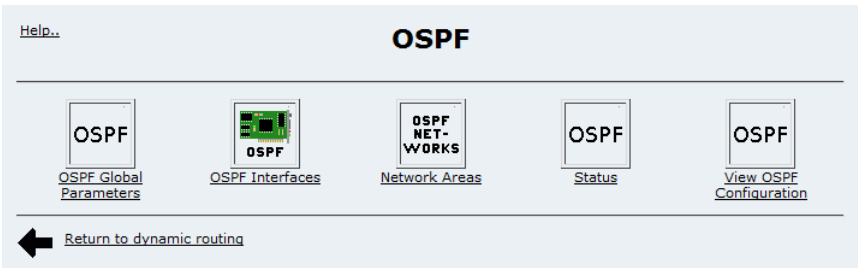 Help..
OSPF
OSPF
OSPF
OSPF
NET-
WORKS
OSPF
OSPF
OSPF Global
Parameters
OSPF Interfaces
Network Areas
Status
View OSPF
Configuration
Return to dynamic routing